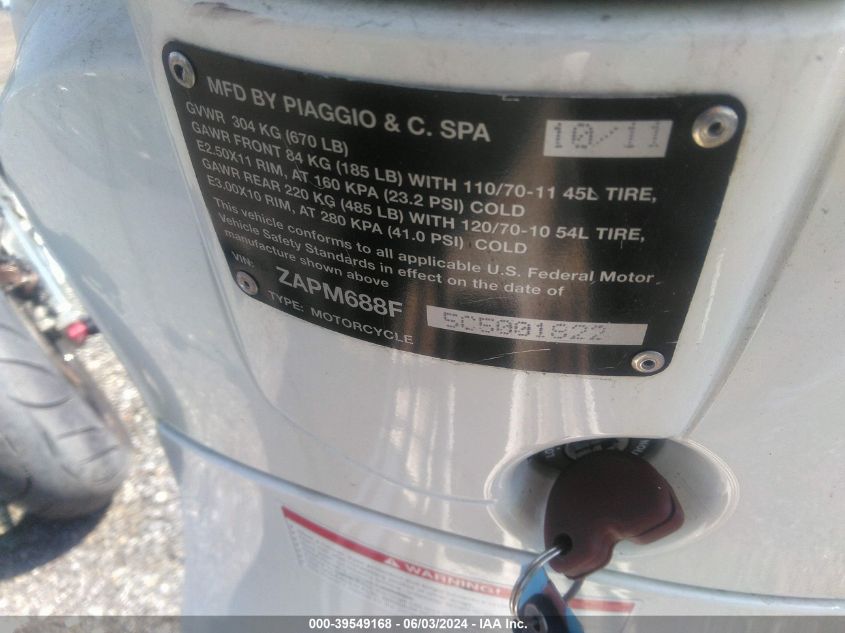 MFD BY PIAGGIO & C. SPA 10/11
GVWR 304 KG (670 LB)
GAWR FRONT 84 KG (185 LB) WITH 110/70-11 45L TIRE,
E2.50X11 RIM, AT 160 KPA (23.2 PSI) COLD
GAWR REAR 220 KG (485 LB) WITH 120/70-10 54L TIRE,
E3.00X10 RIM, AT 280 KPA (41.0 PSI) COLD
This vehicle conforms to all applicable U.S. Federal Motor
Vehicle Safety Standards in effect on the date of
manufacture shown above
VIN: ZAPM688F 5C5001622
TYPE: MOTORCYCLE
WARNING!
000-39549168 - 06/03/2024 - IAA Inc.